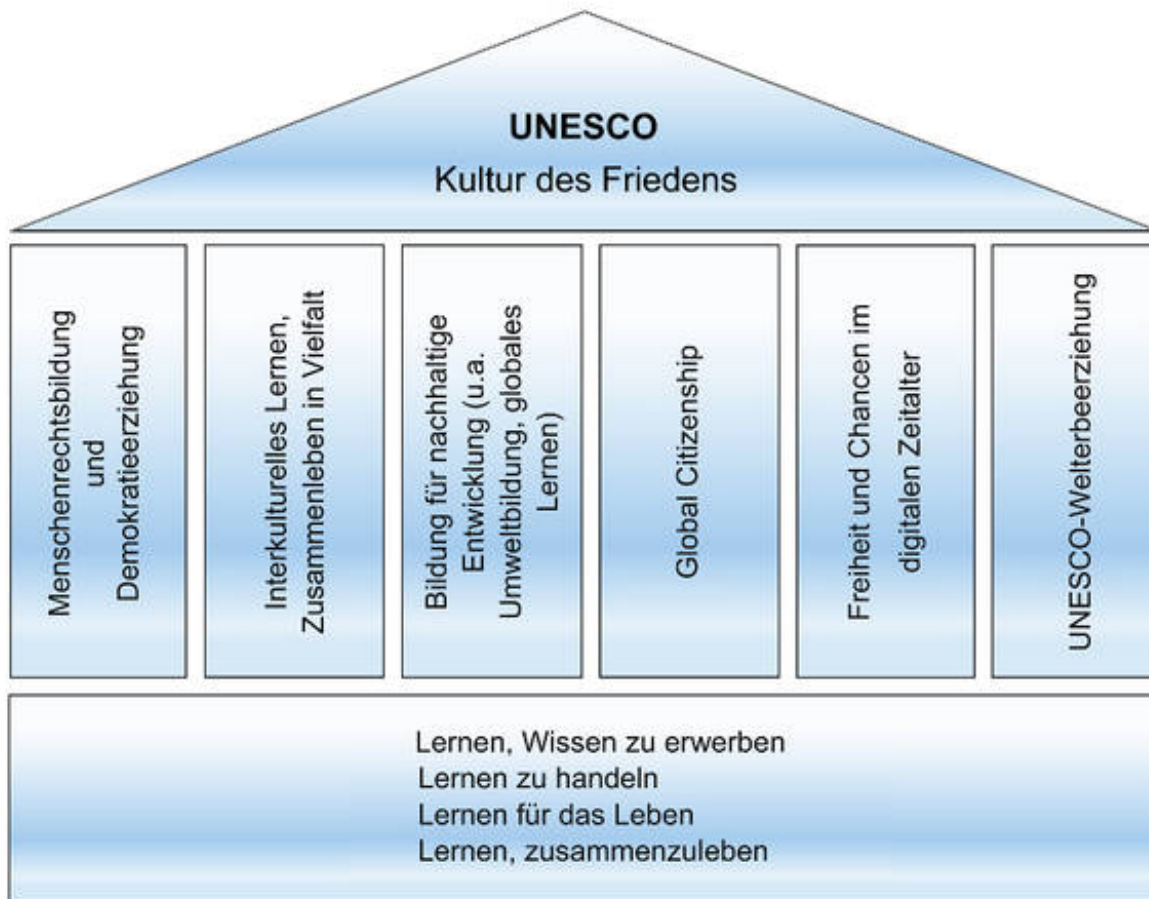 UNESCO
Kultur des Friedens
Menschenrechtsbildung
und
Demokratieerziehung
Interkulturelles Lernen,
Zusammenleben in Vielfalt
Bildung für nachhaltige
Entwicklung (u.a.
Umweltbildung, globales
Lernen)
Global Citizenship
Freiheit und Chancen im
digitalen Zeitalter
UNESCO-Welterbeerziehung
Lernen, Wissen zu erwerben
Lernen zu handeln
Lernen für das Leben
Lernen, zusammenzuleben